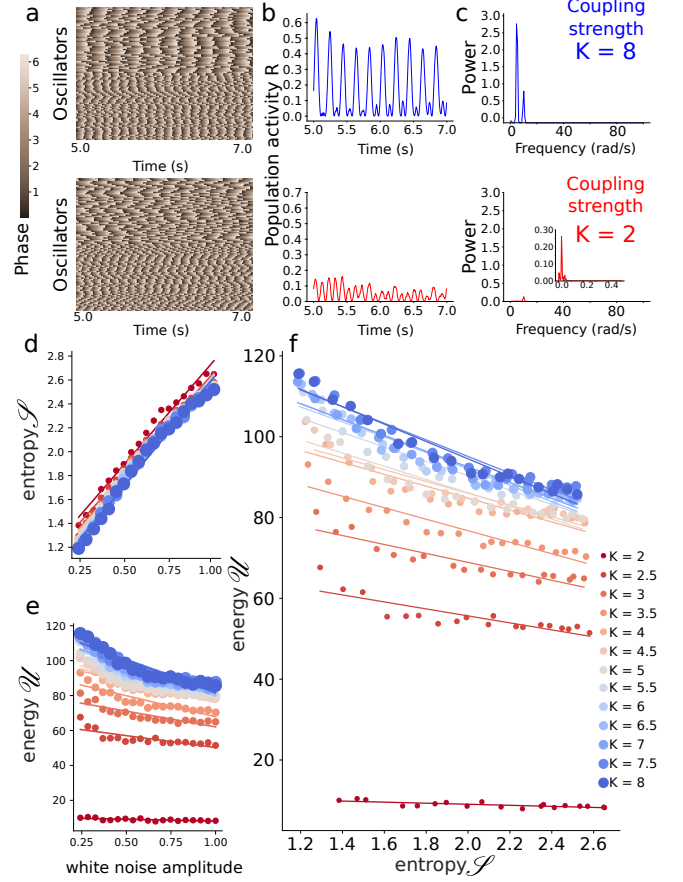 a
b
c
6
5
4
3
2
1
Phase
Oscillators
5.0
7.0
Time (s)
Oscillators
5.0
7.0
Time (s)
Population activity R
0.6
0.5
0.4
0.3
0.2
0.1
0.0
5.0 5.5 6.0 6.5 7.0
Time (s)
0.7
0.6
0.5
0.4
0.3
0.2
0.1
0.0
5.0 5.5 6.0 6.5 7.0
Time (s)
Power
3.0
2.5
2.0
1.5
1.0
0.5
0.0
0 40 80
Frequency (rad/s)
Coupling
strength
K = 8
Power
3.0
2.5
2.0
1.5
1.0
0.5
0.0
0 40 80
Frequency (rad/s)
Coupling
strength
K = 2
0.30
0.15
0.00
0.0 0.2 0.4
d
2.8
2.6
2.4
2.2
2.0
1.8
1.6
1.4
1.2
entropy 𝒮
0.25 0.50 0.75 1.00
e
120
100
80
60
40
20
energy 𝒰
0.25 0.50 0.75 1.00
white noise amplitude
f
120
100
80
60
40
20
energy 𝒰
1.2 1.4 1.6 1.8 2.0 2.2 2.4 2.6
entropy 𝒮
K = 2
K = 2.5
K = 3
K = 3.5
K = 4
K = 4.5
K = 5
K = 5.5
K = 6
K = 6.5
K = 7
K = 7.5
K = 8